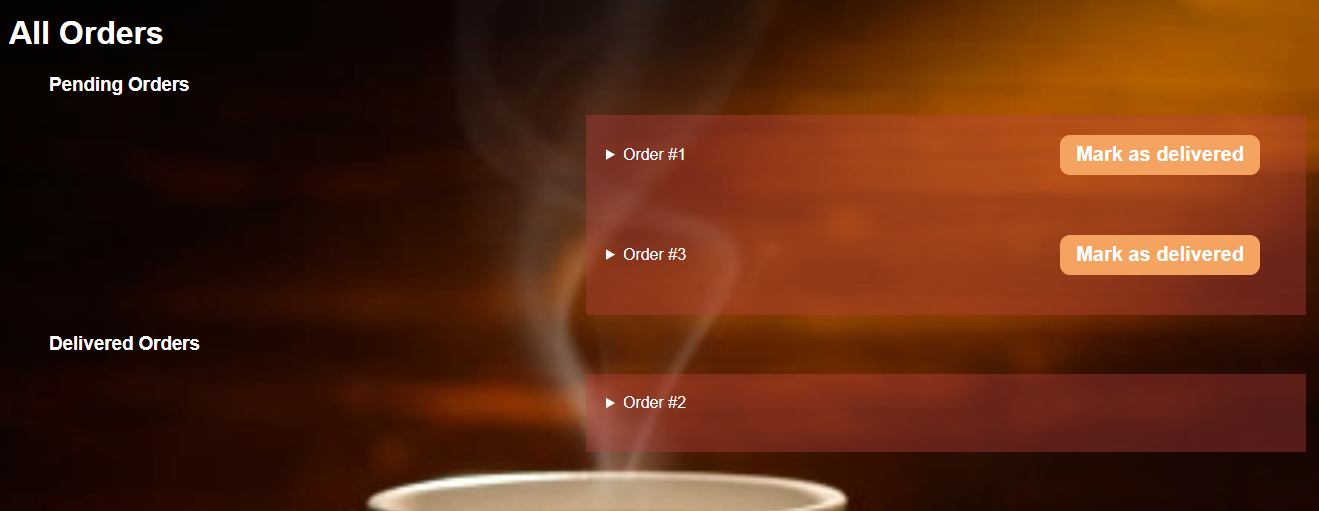 All Orders
Pending Orders
Order #1 Mark as delivered
Order #3 Mark as delivered
Delivered Orders
Order #2